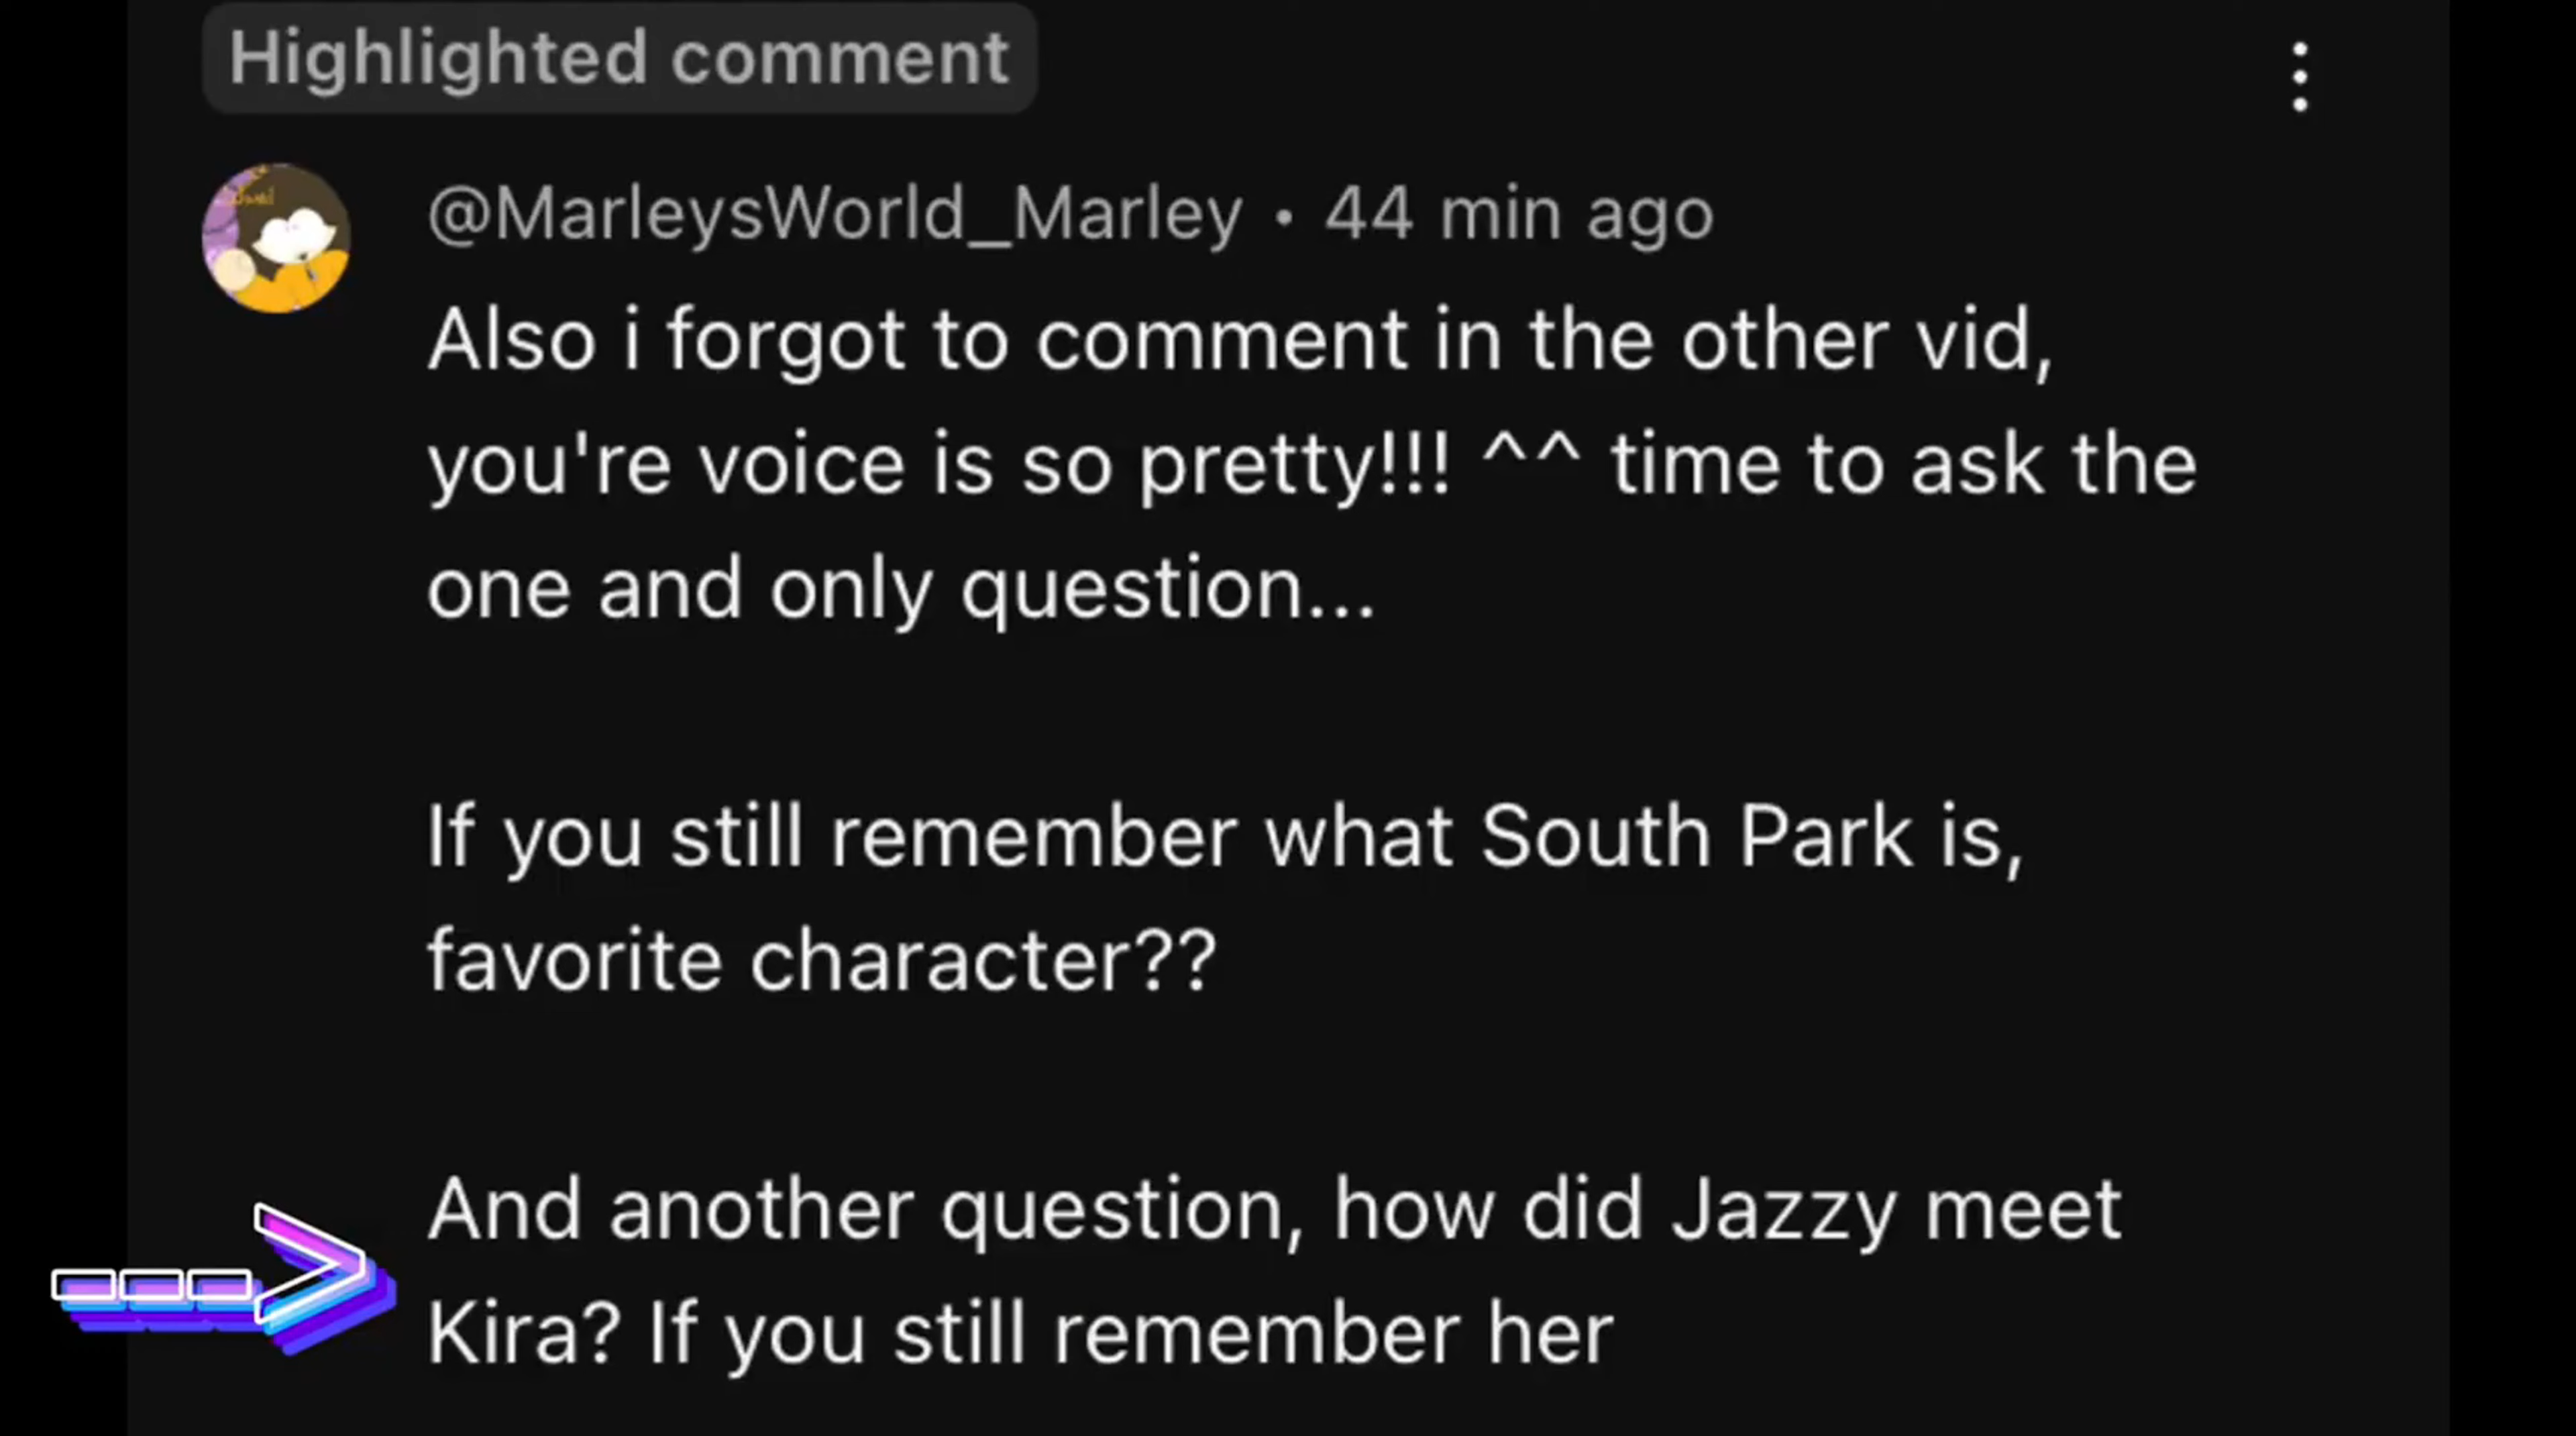 Highlighted comment
@MarleysWorld_Marley • 44 min ago
Also i forgot to comment in the other vid,
you're voice is so pretty!!! ^^ time to ask the
one and only question...
If you still remember what South Park is,
favorite character??
And another question, how did Jazzy meet
Kira? If you still remember her